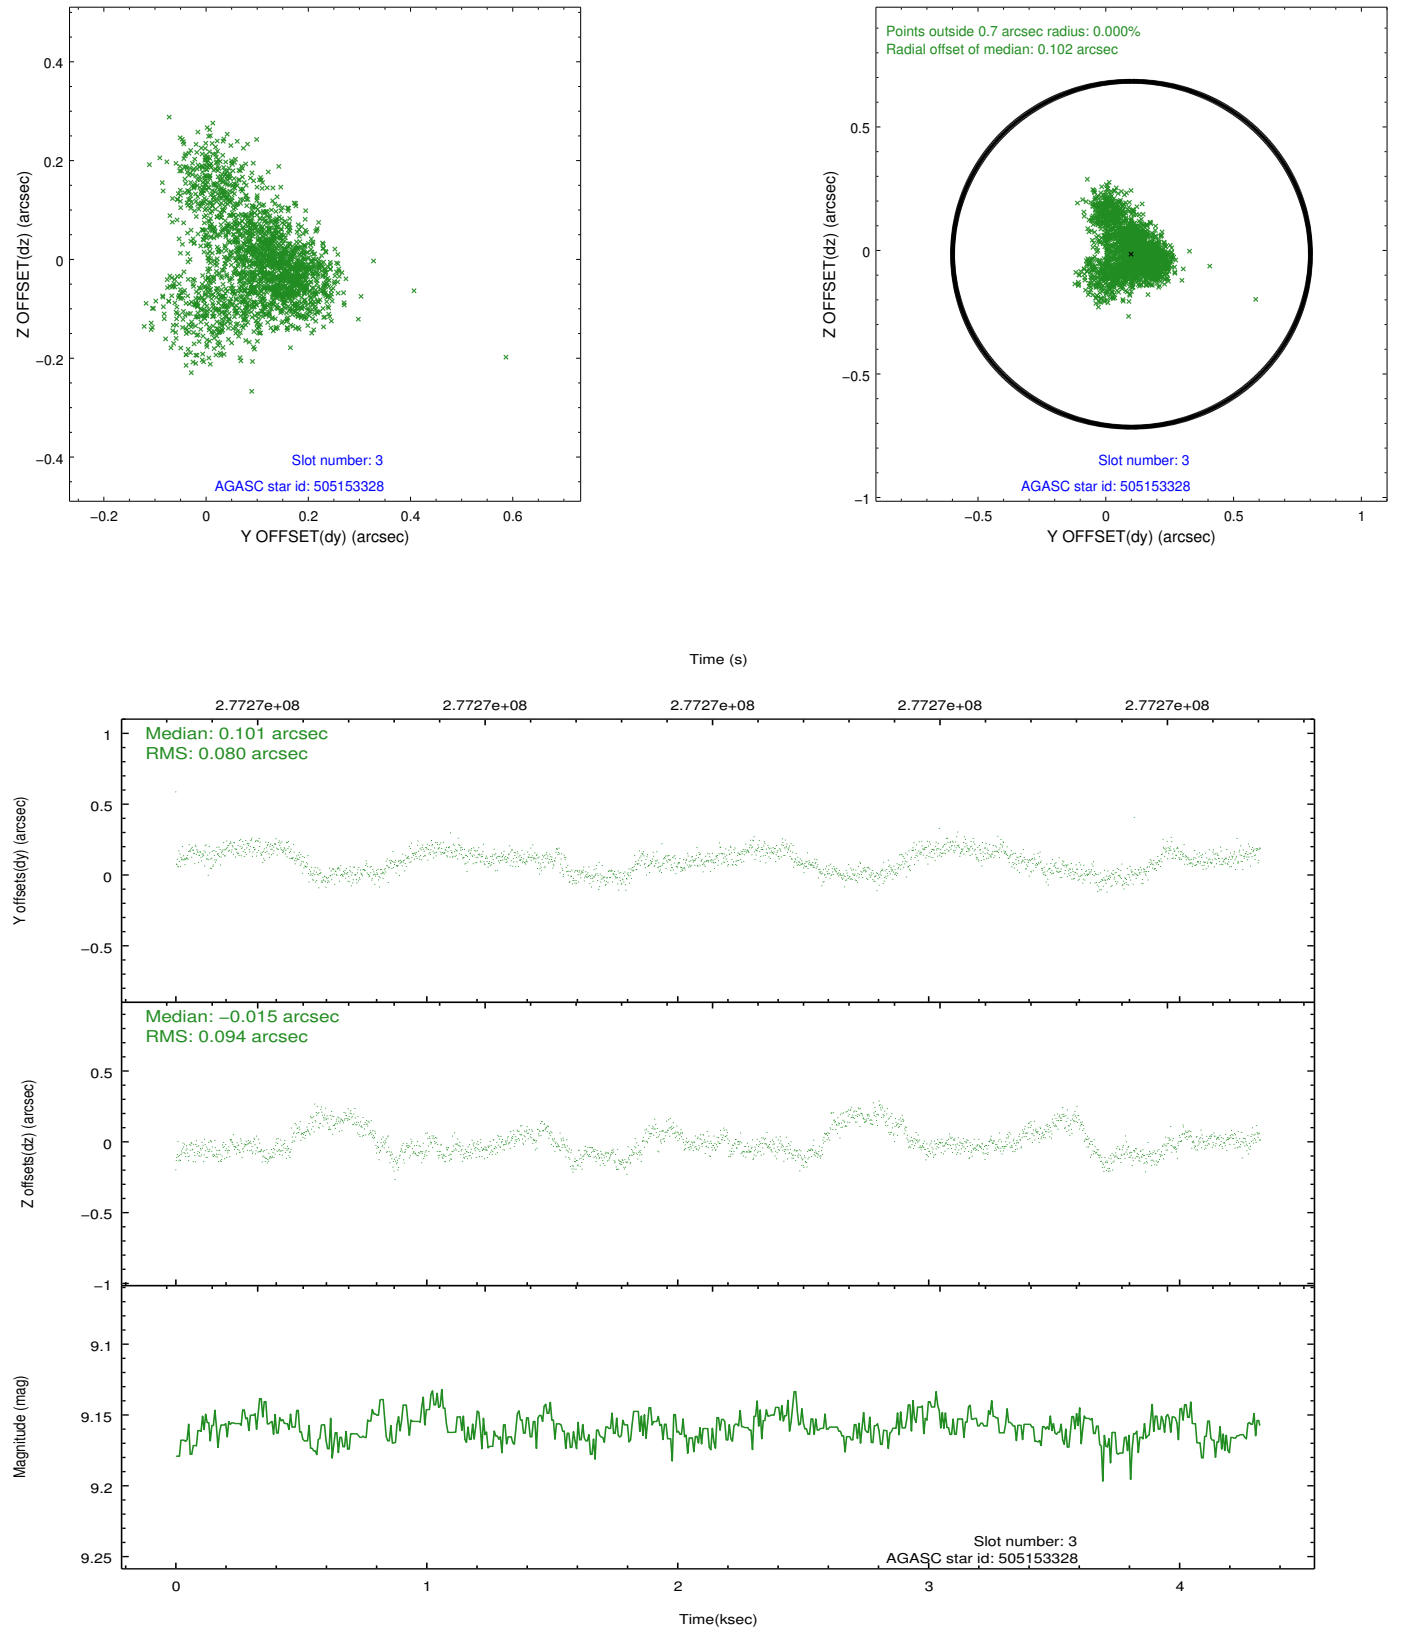 0.4
0.2
0
−0.2
−0.4
Z OFFSET(dz) (arcsec)
Slot number: 3
AGASC star id: 505153328
−0.2 0 0.2 0.4 0.6
Y OFFSET(dy) (arcsec)
Points outside 0.7 arcsec radius: 0.000%
Radial offset of median: 0.102 arcsec
0.5
0
−0.5
−1
Z OFFSET(dz) (arcsec)
Slot number: 3
AGASC star id: 505153328
−0.5 0 0.5 1
Y OFFSET(dy) (arcsec)
Time (s)
2.7727e+08 2.7727e+08 2.7727e+08 2.7727e+08 2.7727e+08
Median: 0.101 arcsec
RMS: 0.080 arcsec
1
0.5
0
−0.5
Y offsets(dy) (arcsec)
Median: −0.015 arcsec
RMS: 0.094 arcsec
0.5
0
−0.5
−1
Z offsets(dz) (arcsec)
9.1
9.15
9.2
9.25
Magnitude (mag)
Slot number: 3
AGASC star id: 505153328
0 1 2 3 4
Time(ksec)